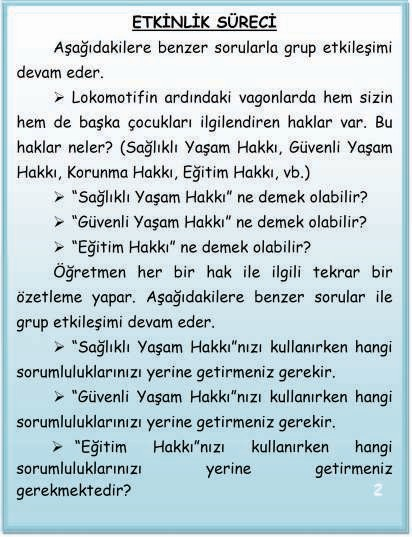 ETKİNLİK SÜRECİ
Aşağıdakilere benzer sorularla grup etkileşimi
devam eder.
➢ Lokomotifin ardındaki vagonlarda hem sizin
hem de başka çocukları ilgilendiren haklar var. Bu
haklar neler? (Sağlıklı Yaşam Hakkı, Güvenli Yaşam
Hakkı, Korunma Hakkı, Eğitim Hakkı, vb.)
➢ “Sağlıklı Yaşam Hakkı” ne demek olabilir?
➢ “Güvenli Yaşam Hakkı” ne demek olabilir?
➢ “Eğitim Hakkı” ne demek olabilir?
Öğretmen her bir hak ile ilgili tekrar bir
özetleme yapar. Aşağıdakilere benzer sorular ile
grup etkileşimi devam eder.
➢ “Sağlıklı Yaşam Hakkı”nızı kullanırken hangi
sorumluluklarınızı yerine getirmeniz gerekir.
➢ “Güvenli Yaşam Hakkı”nızı kullanırken hangi
sorumluluklarınızı yerine getirmeniz gerekir.
➢ “Eğitim Hakkı”nızı kullanırken hangi
sorumluluklarınızı yerine getirmeniz
gerekmektedir?
2